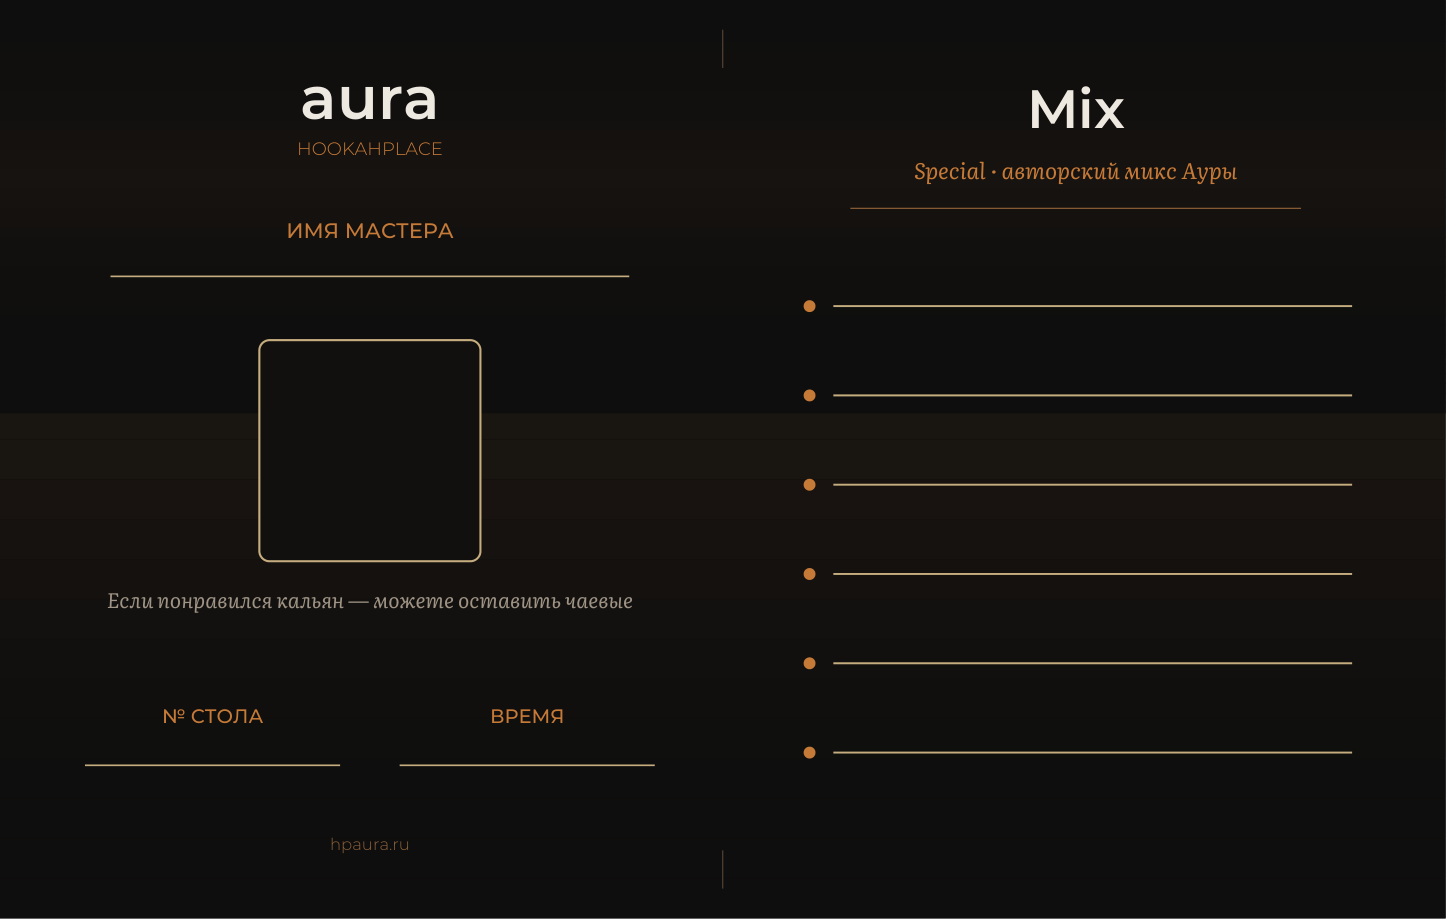 aura
HOOKAHPLACE
ИМЯ МАСТЕРА
Если понравился кальян — можете оставить чаевые
№ СТОЛА
ВРЕМЯ
hpaura.ru
Mix
Special · авторский микс Ауры